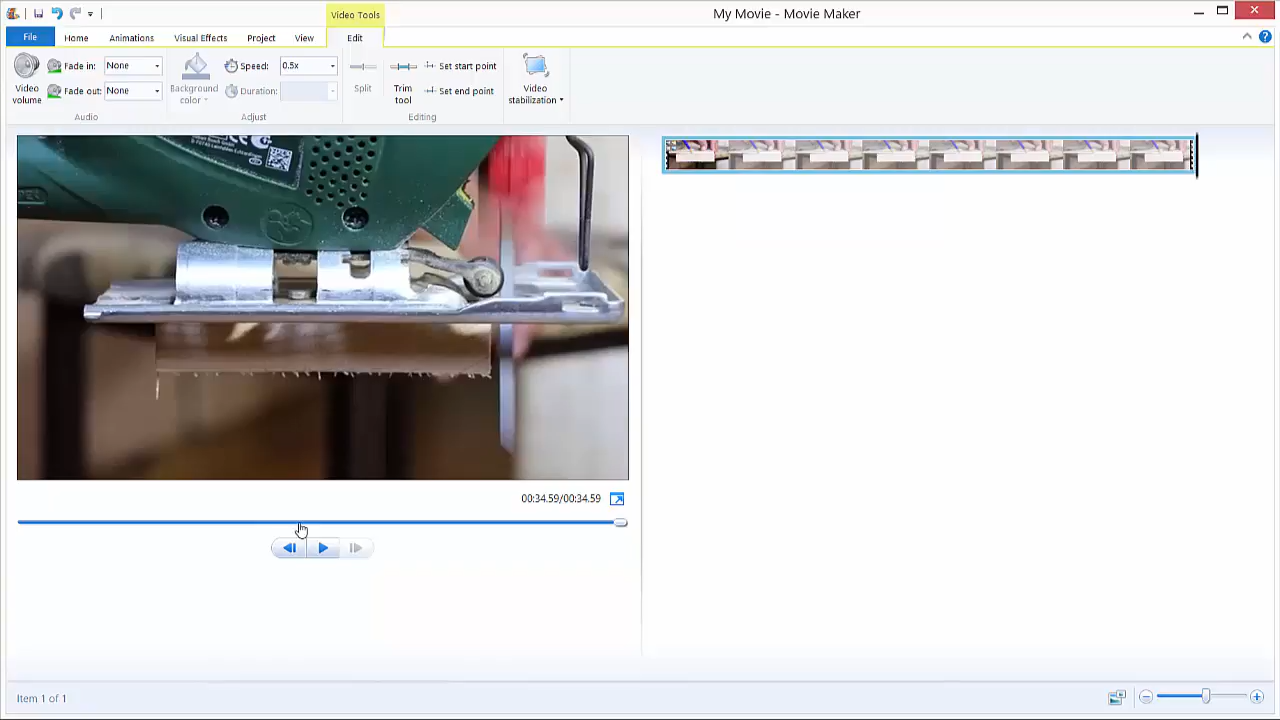 Video Tools
My Movie - Movie Maker
File
Home
Animations
Visual Effects
Project
View
Edit
Video volume
Fade in: None
Fade out: None
Audio
Background color
Speed: 0.5x
Duration:
Adjust
Split
Trim tool
Set start point
Set end point
Editing
Video stabilization
00:34.59/00:34.59
Item 1 of 1